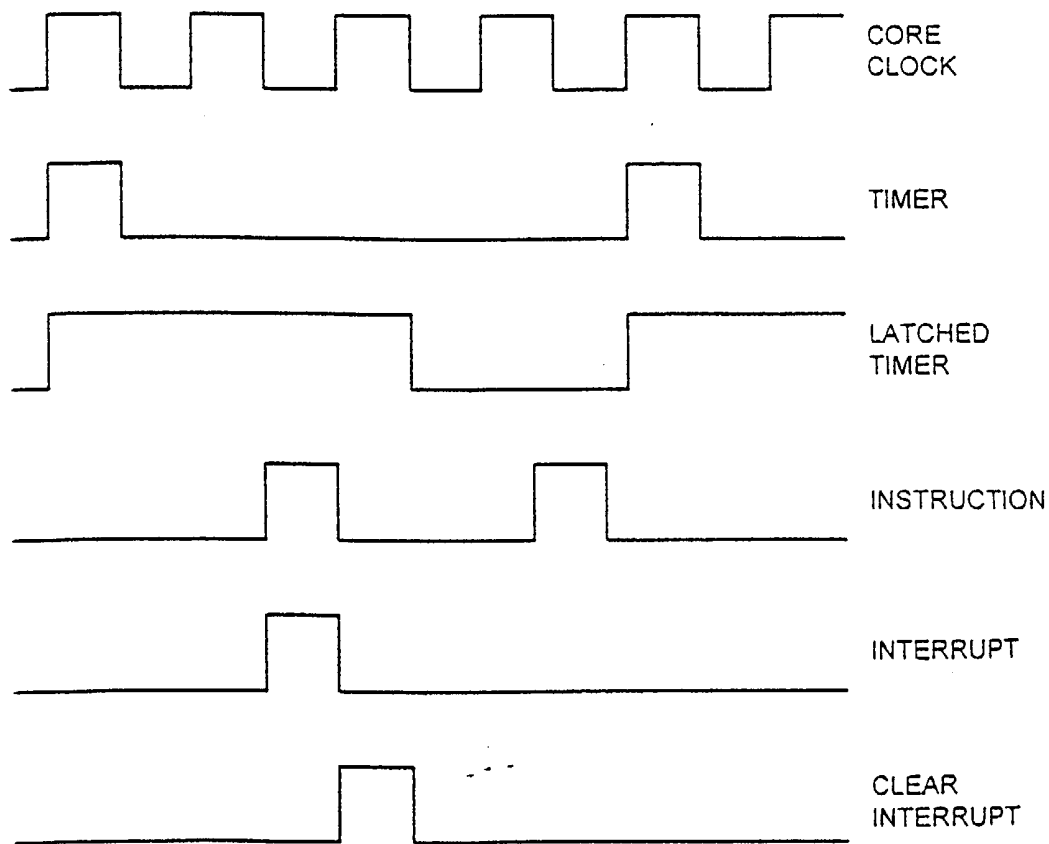 CORE
CLOCK
TIMER
LATCHED
TIMER
INSTRUCTION
INTERRUPT
CLEAR
INTERRUPT